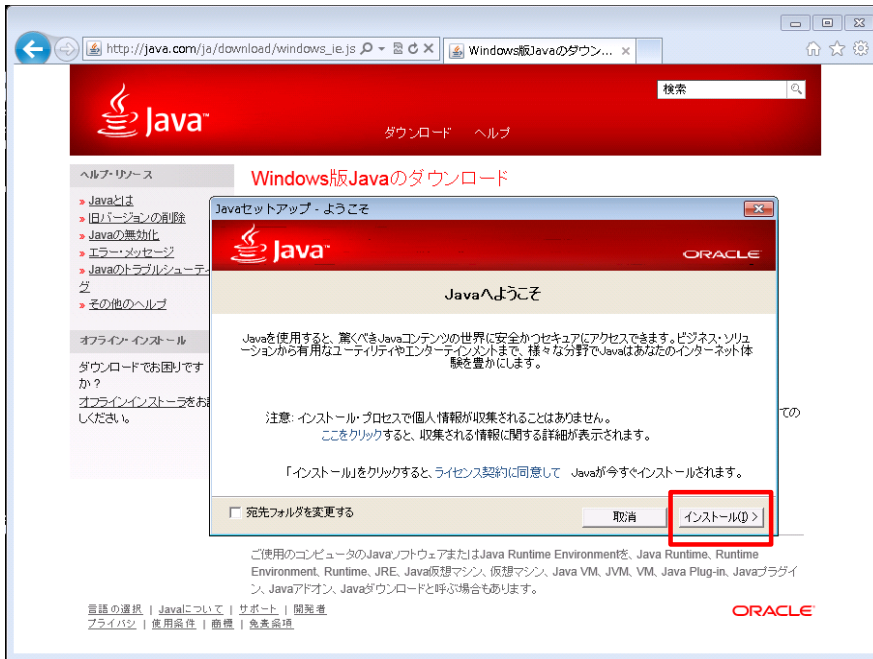 http://java.com/ja/download/windows_ie.js
Windows版Javaのダウン...
Java™
検索
ダウンロード ヘルプ
ヘルプ・リソース
» Javaとは
» 旧バージョンの削除
» Javaの無効化
» エラー・メッセージ
» Javaのトラブルシューティ
グ
» その他のヘルプ
オフライン・インストール
ダウンロードでお困りです
か?
オフラインインストーラをお
しください。
Windows版Javaのダウンロード
Javaセットアップ - ようこそ
Java™
ORACLE
Javaへようこそ
Javaを使用すると、驚くべきJavaコンテンツの世界に安全かつセキュアにアクセスできます。ビジネス・ソリュ
ーションから有用なユーティリティやエンターテインメントまで、様々な分野でJavaはあなたのインターネット体
験を豊かにします。
注意: インストール・プロセスで個人情報が収集されることはありません。
ここをクリックすると、収集される情報に関する詳細が表示されます。
「インストール」をクリックすると、ライセンス契約に同意して Javaが今すぐインストールされます。
宛先フォルダを変更する
取消
インストール(I) >
ての
ご使用のコンピュータのJavaソフトウェアまたはJava Runtime Environmentを、Java Runtime、Runtime
Environment、Runtime、JRE、Java仮想マシン、仮想マシン、Java VM、JVM、VM、Java Plug-in、Javaプラグイ
ン、Javaアドオン、Javaダウンロードと呼ぶ場合もあります。
言語の選択 | Javaについて | サポート | 開発者
プライバシ | 使用条件 | 商標 | 免責条項
ORACLE